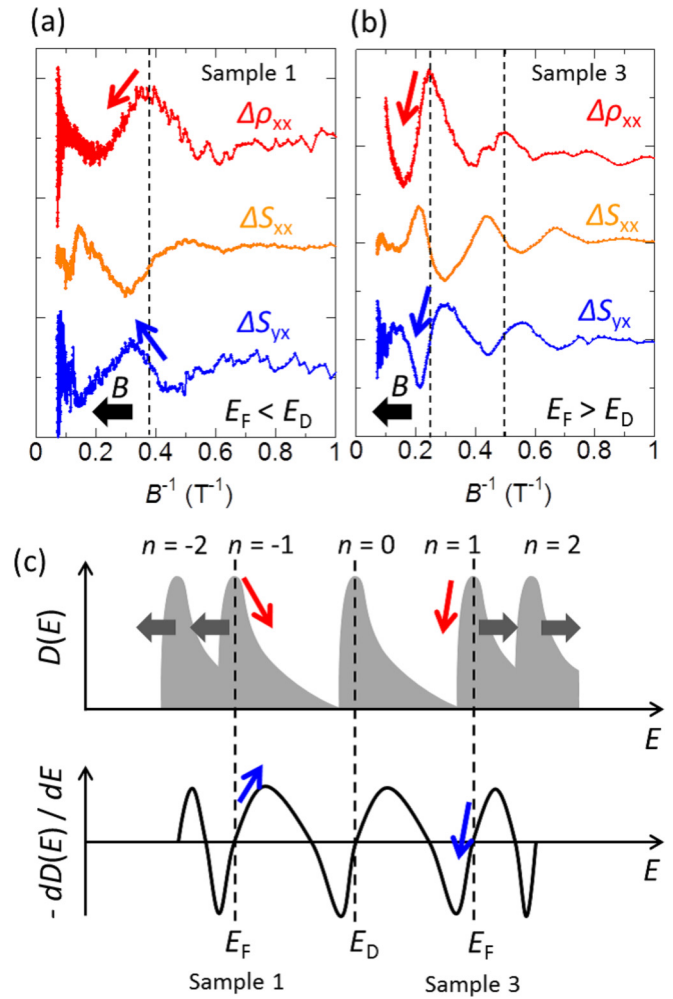 (a)
(b)
Sample 1
Sample 3
Δρxx
Δρxx
ΔSxx
ΔSxx
ΔSyx
ΔSyx
B
EF < ED
B
EF > ED
0 0.2 0.4 0.6 0.8 1
0 0.2 0.4 0.6 0.8 1
B-1 (T-1)
B-1 (T-1)
(c)
n = -2 n = -1 n = 0 n = 1 n = 2
D(E)
E
- dD(E) / dE
E
EF ED EF
Sample 1 Sample 3